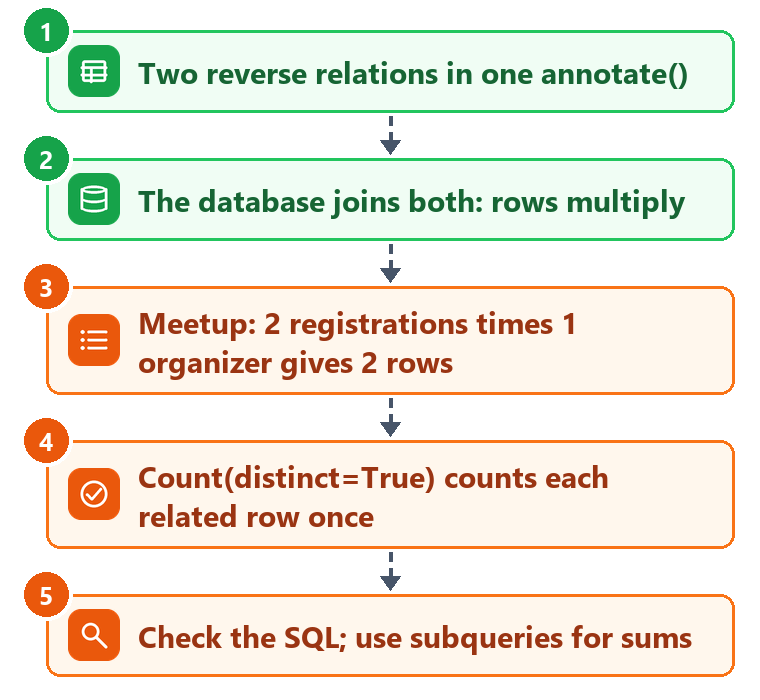 1
Two reverse relations in one annotate()
2
The database joins both: rows multiply
3
Meetup: 2 registrations times 1
organizer gives 2 rows
4
Count(distinct=True) counts each
related row once
5
Check the SQL; use subqueries for sums